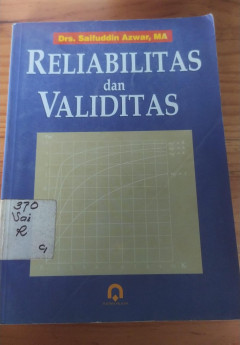 Drs. Saifuddin Azwar, MA
RELIABILITAS
dan
VALIDITAS
370
Sai
R